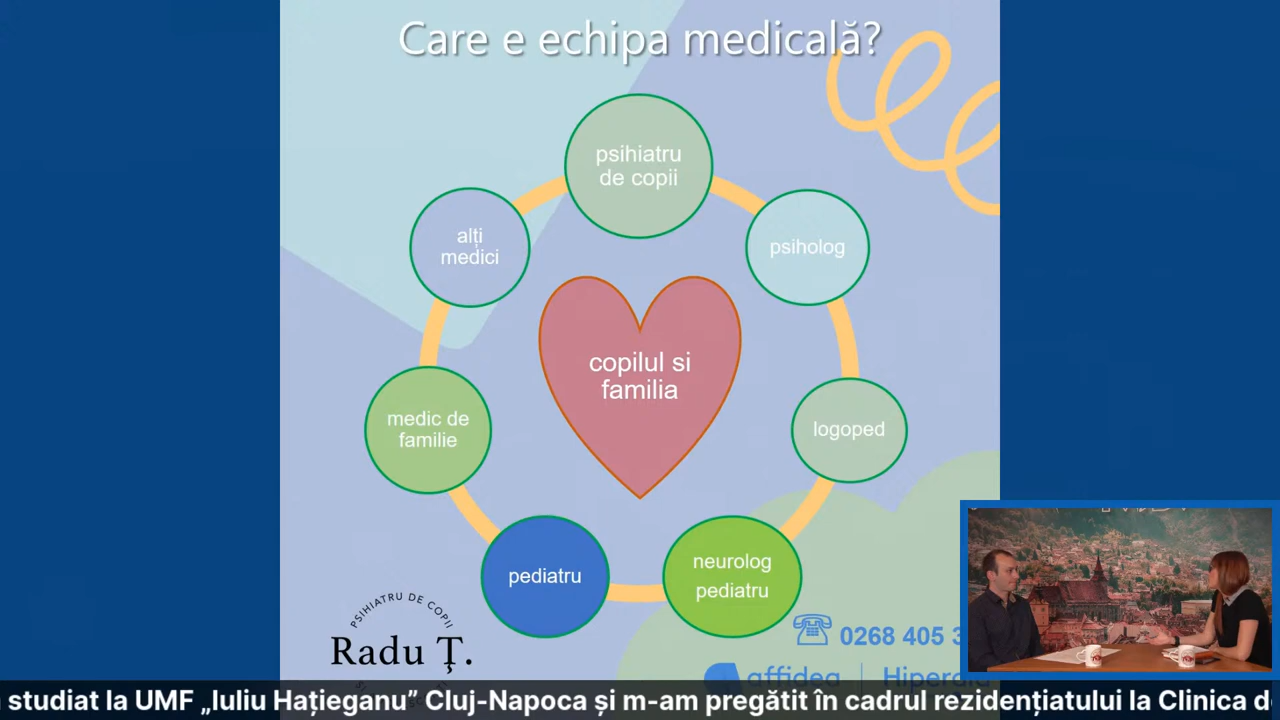 Care e echipa medicală?
psihiatru
de copii
alți
medici
psiholog
copilul si
familia
medic de
familie
logoped
pediatru
neurolog
pediatru
PSIHIATRU DE COPII
Radu Ţ.
0268 405
affidea | Hiperdia
studiat la UMF „Iuliu Hațieganu” Cluj-Napoca și m-am pregătit în cadrul rezidențiatului la Clinica